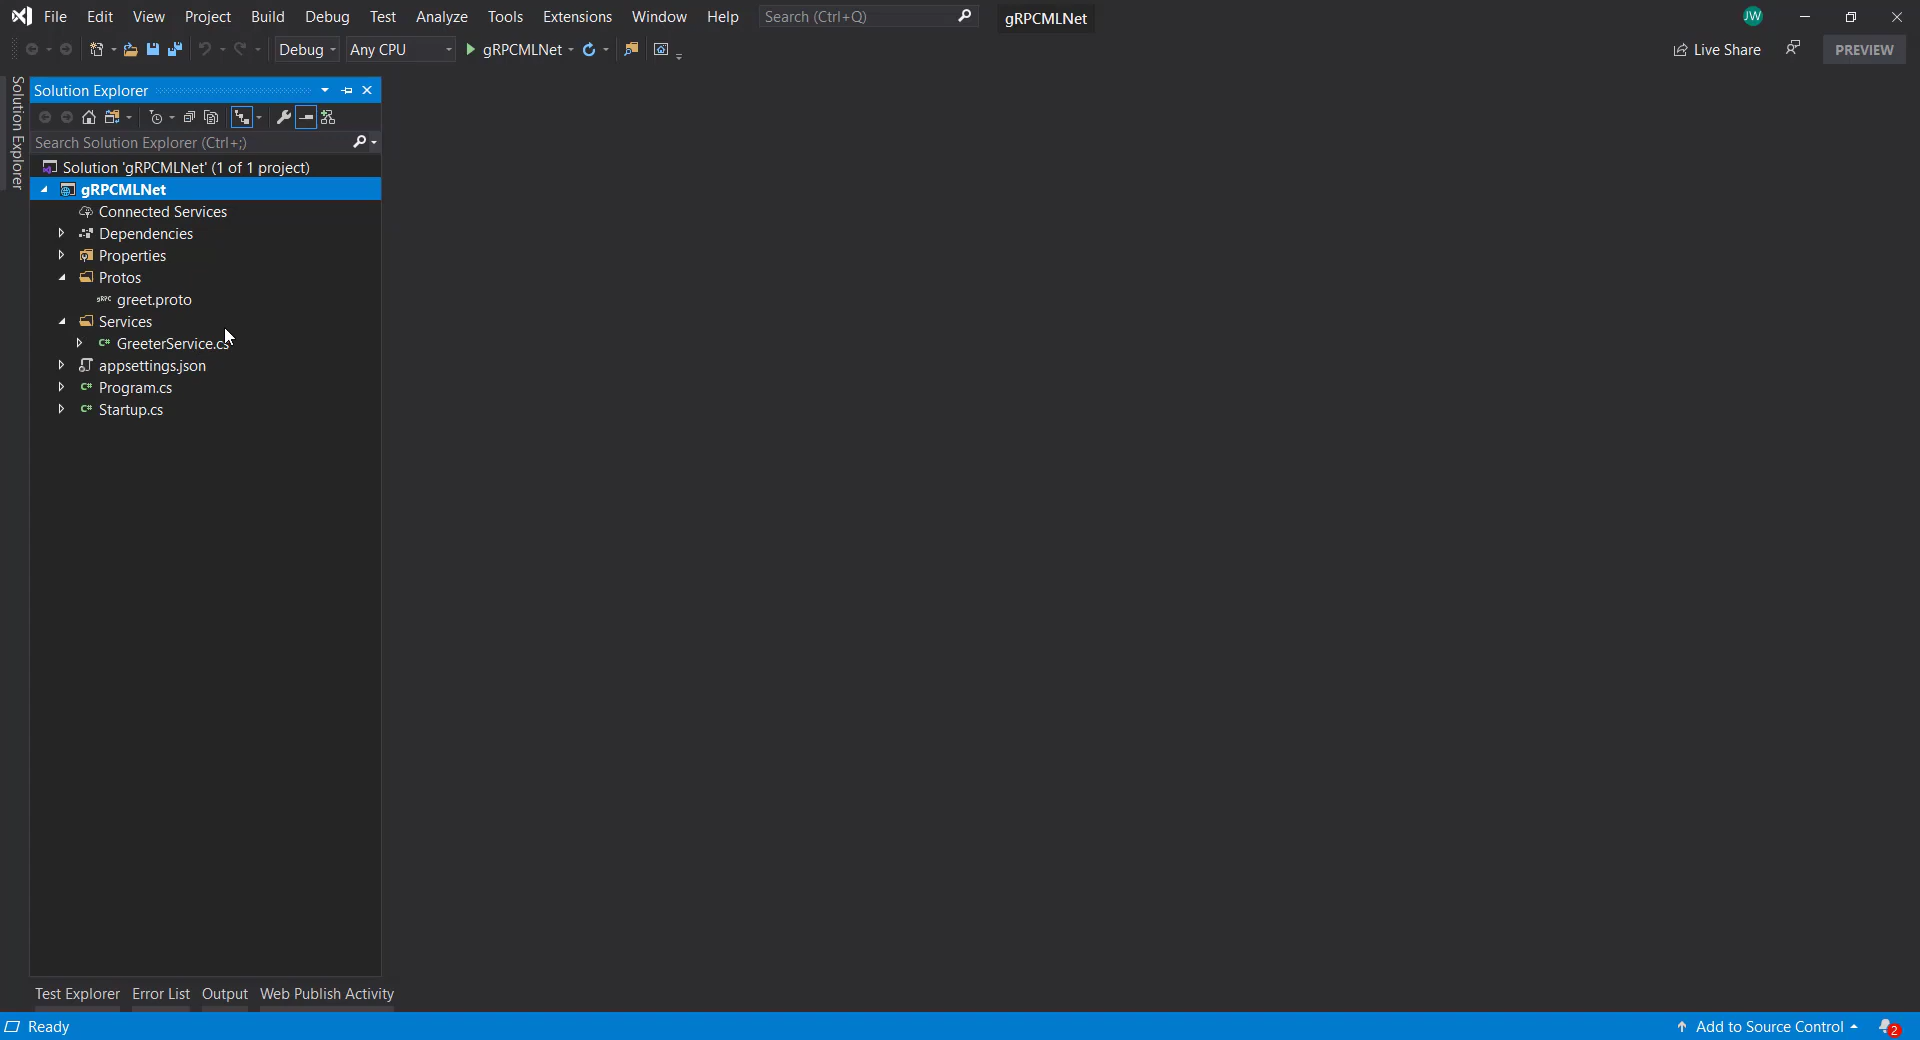 File Edit View Project Build Debug Test Analyze Tools Extensions Window Help Search (Ctrl+Q) gRPCMLNet JW
Debug Any CPU gRPCMLNet Live Share PREVIEW
Solution Explorer
Solution Explorer
Search Solution Explorer (Ctrl+;)
Solution 'gRPCMLNet' (1 of 1 project)
gRPCMLNet
Connected Services
Dependencies
Properties
Protos
gRPC greet.proto
Services
C# GreeterService.cs
appsettings.json
C# Program.cs
C# Startup.cs
Test Explorer Error List Output Web Publish Activity
Ready Add to Source Control 2